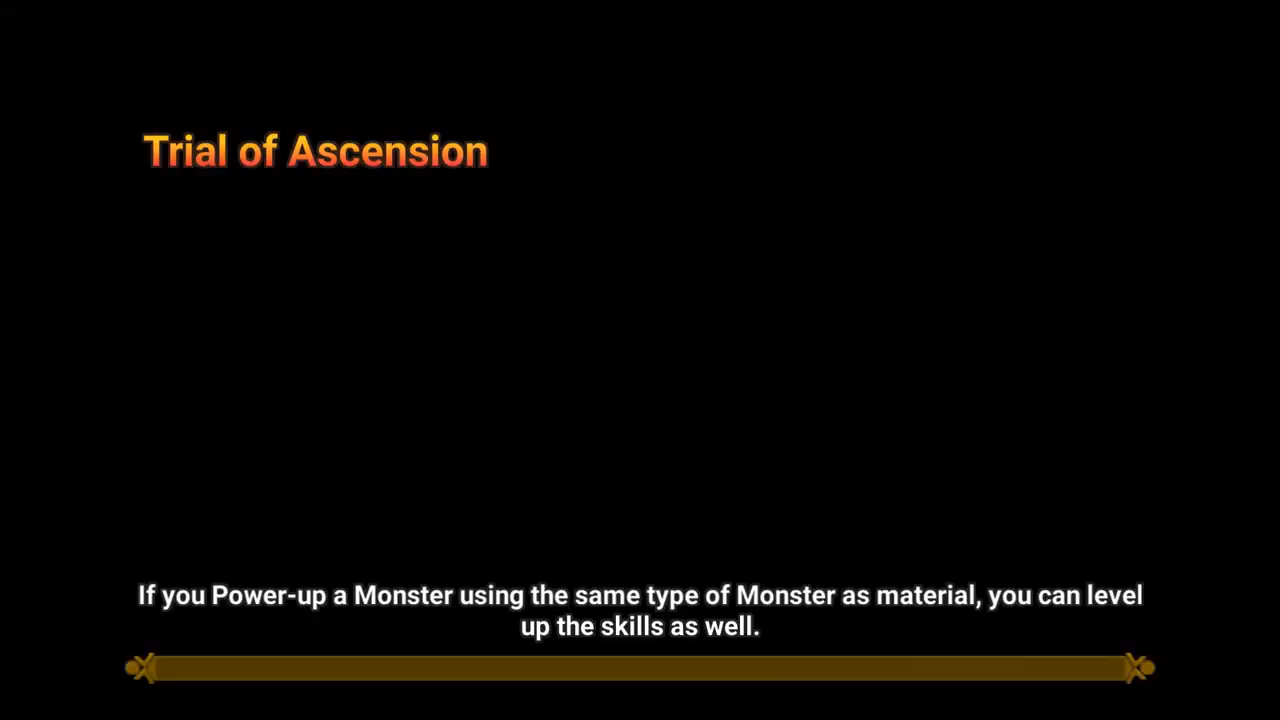 Trial of Ascension
If you Power-up a Monster using the same type of Monster as material, you can level
up the skills as well.